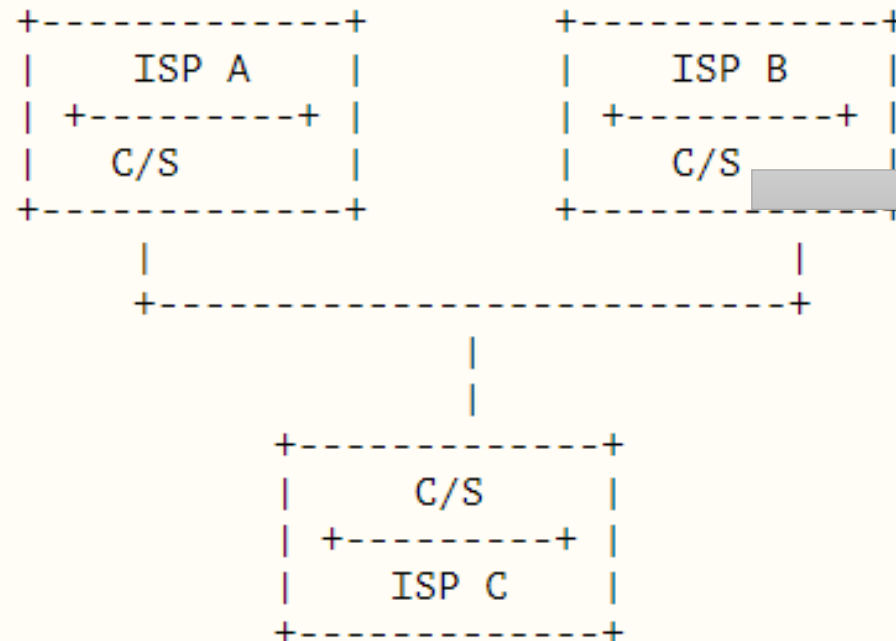 +-------------+        +-------------+
|    ISP A    |        |    ISP B    |
| +---------+ |        | +---------+ |
|   C/S       |        |    C/S      |
+-------------+        +-------------+
     |                           |
     +---------------------------+
                  |
                  |
          +-------------+
          |     C/S     |
          | +---------+ |
          |    ISP C    |
          +-------------+